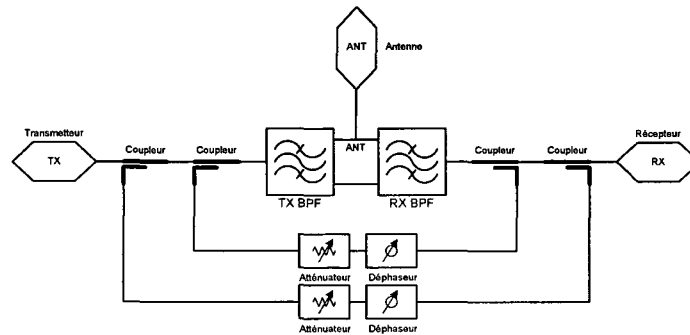 ANT Antenne
Transmetteur
Récepteur
Coupleur Coupleur
Coupleur Coupleur
TX
ANT
RX
TX BPF
RX BPF
Atténuateur Déphaseur
Atténuateur Déphaseur